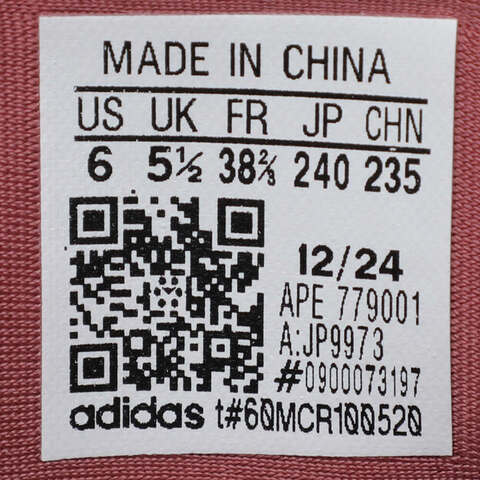 MADE IN CHINA
US UK FR JP CHN
6 5½ 38⅔ 240 235
12/24
APE 779001
A:JP9973
#0900073197
adidas t#60MCR100520